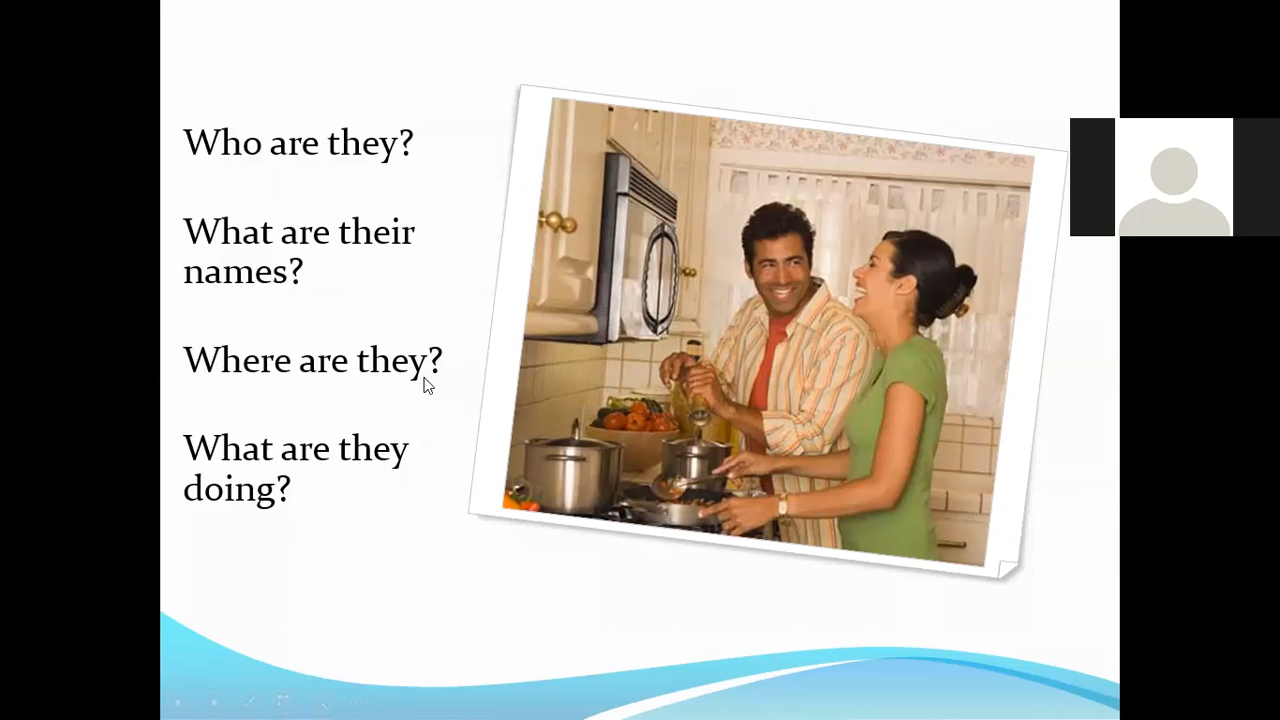 Who are they?
What are their
names?
Where are they?
What are they
doing?